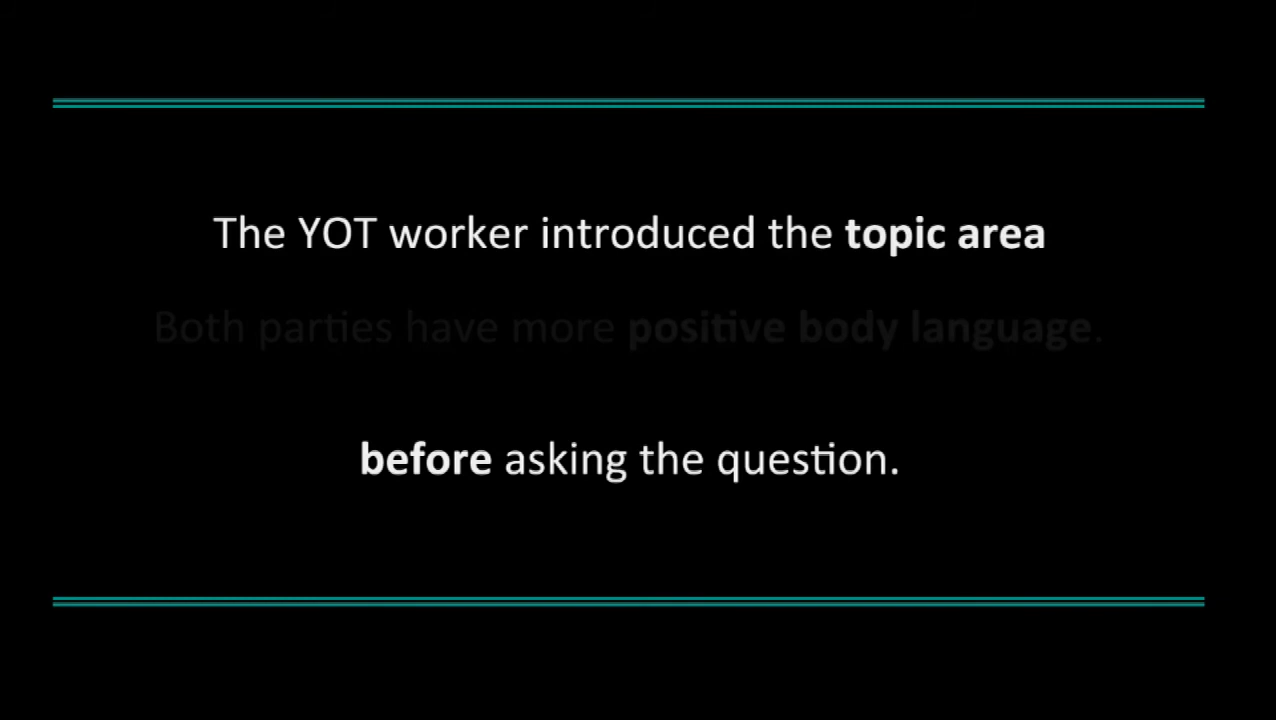 The YOT worker introduced the topic area
Both parties have more positive body language.
before asking the question.